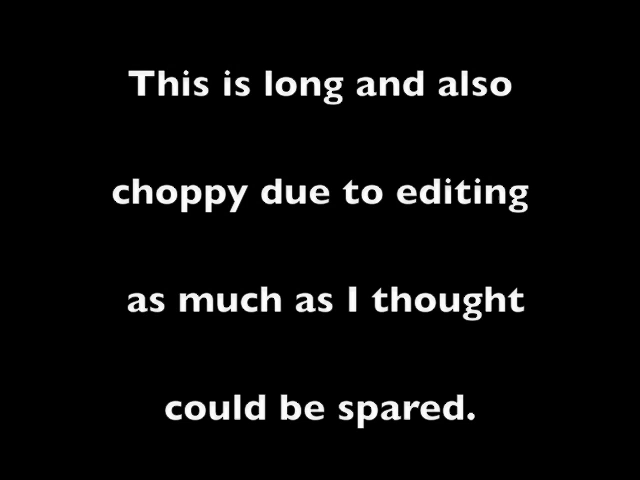 This is long and also
choppy due to editing
as much as I thought
could be spared.